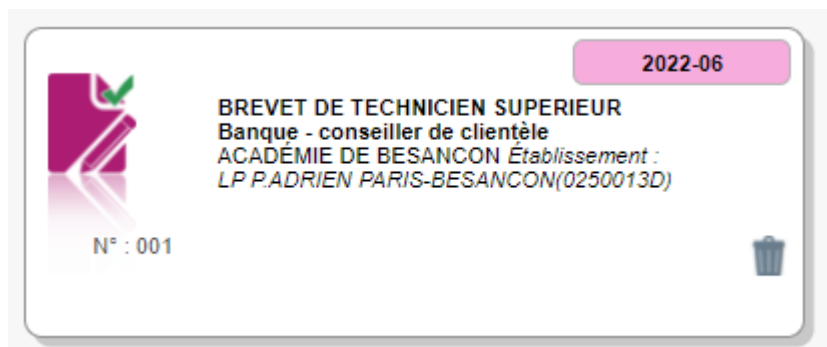 2022-06
BREVET DE TECHNICIEN SUPERIEUR
Banque - conseiller de clientèle
ACADÉMIE DE BESANCON Établissement :
LP P.ADRIEN PARIS-BESANCON(0250013D)
N° : 001